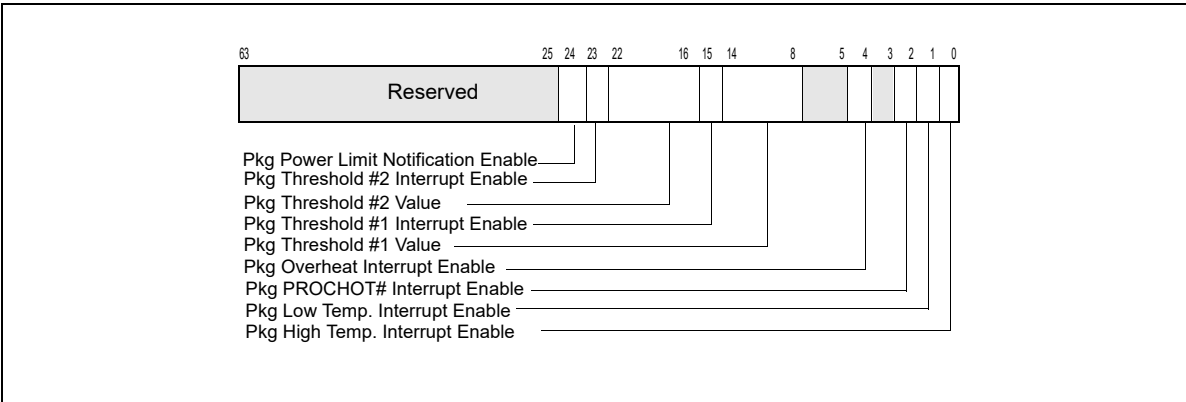 63 25 24 23 22 16 15 14 8 5 4 3 2 1 0
Reserved
Pkg Power Limit Notification Enable
Pkg Threshold #2 Interrupt Enable
Pkg Threshold #2 Value
Pkg Threshold #1 Interrupt Enable
Pkg Threshold #1 Value
Pkg Overheat Interrupt Enable
Pkg PROCHOT# Interrupt Enable
Pkg Low Temp. Interrupt Enable
Pkg High Temp. Interrupt Enable